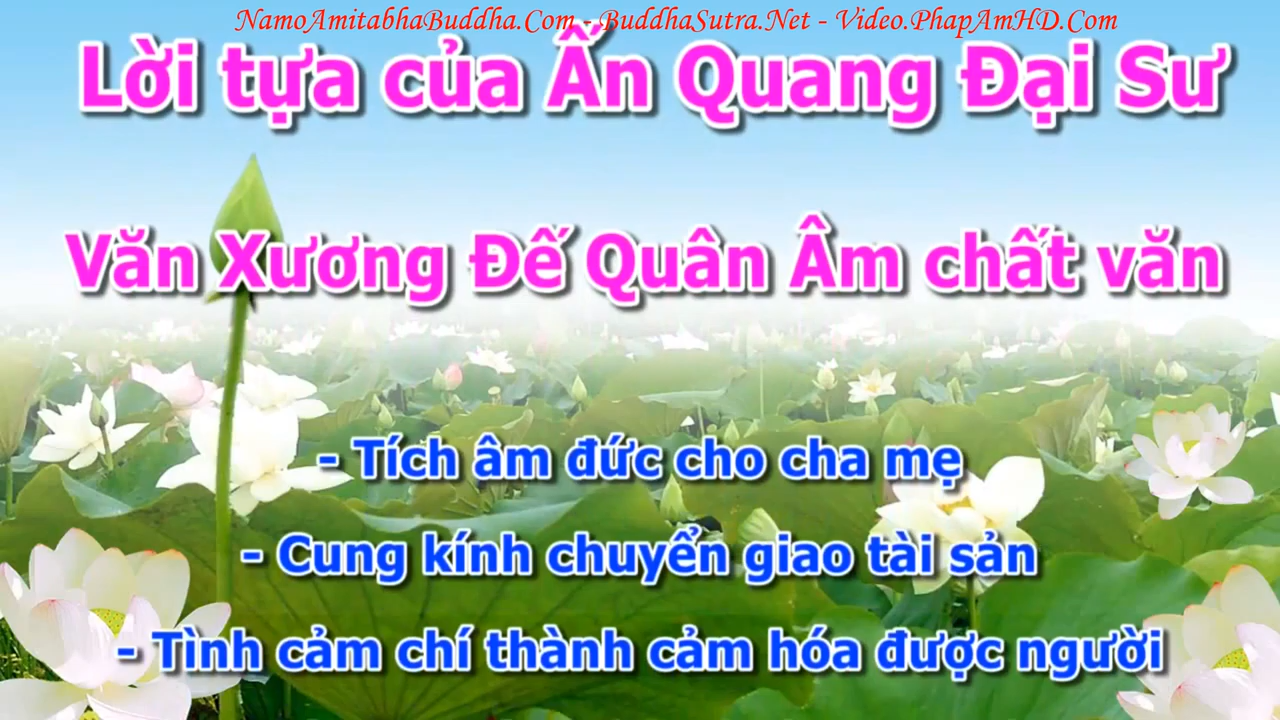 NamoAmitabhaBuddha.Com - BuddhaSutra.Net - Video.PhapAmHD.Com
Lời tựa của Ấn Quang Đại Sư
Văn Xương Đế Quân Âm chất văn
- Tích âm đức cho cha mẹ
- Cung kính chuyển giao tài sản
- Tình cảm chí thành cảm hóa được người